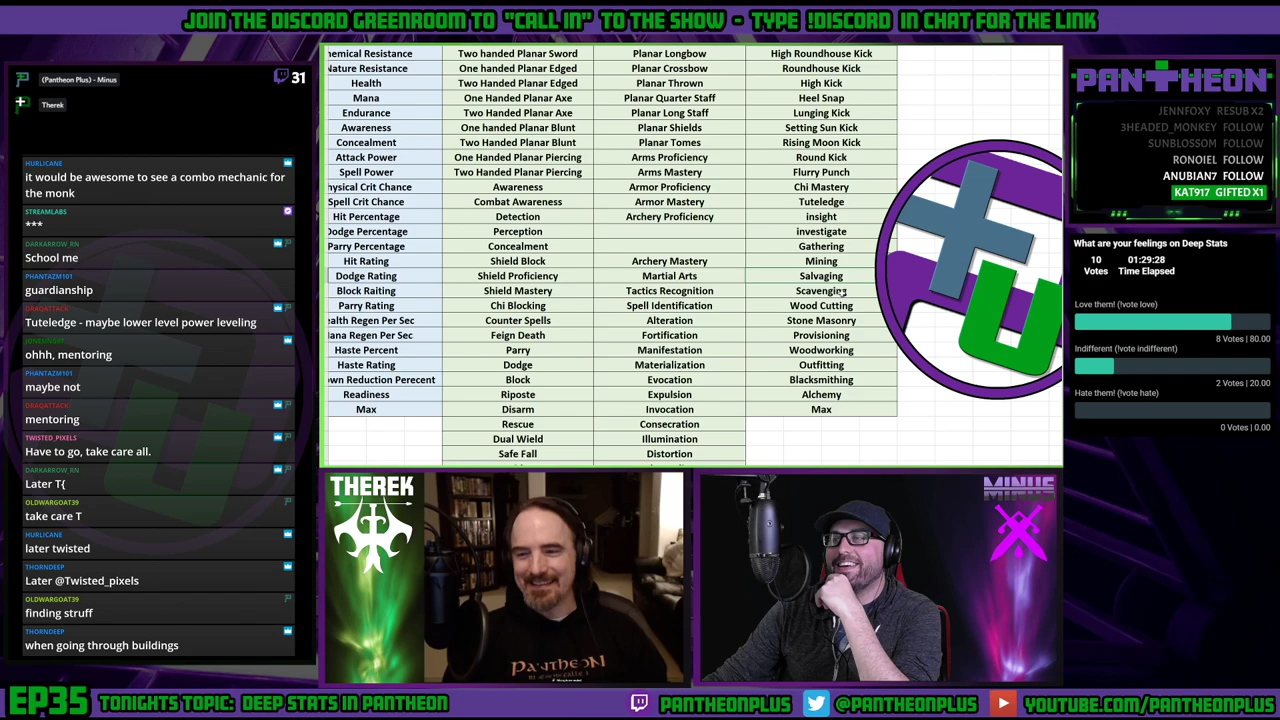 JOIN THE DISCORD GREENROOM TO "CALL IN" TO THE SHOW - TYPE !DISCORD IN CHAT FOR THE LINK
(Pantheon Plus) - Minus
31
Therek
HURLICANE
it would be awesome to see a combo mechanic for
the monk
STREAMLABS
***
DARKARROW_RN
School me
PHANTAZM101
guardianship
DRAQATTACK
Tuteledge - maybe lower level power leveling
ohhh, mentoring
PHANTAZM101
maybe not
DRAQATTACK
mentoring
TWISTED_PIXELS
Have to go, take care all.
DARKARROW_RN
Later T{
OLDWARGOAT39
take care T
HURLICANE
later twisted
THORNDEEP
Later @Twisted_pixels
OLDWARGOAT39
finding struff
THORNDEEP
when going through buildings
hemical Resistance Two handed Planar Sword Planar Longbow High Roundhouse Kick
Nature Resistance One handed Planar Edged Planar Crossbow Roundhouse Kick
Health Two Handed Planar Edged Planar Thrown High Kick
Mana One Handed Planar Axe Planar Quarter Staff Heel Snap
Endurance Two Handed Planar Axe Planar Long Staff Lunging Kick
Awareness One handed Planar Blunt Planar Shields Setting Sun Kick
Concealment Two Handed Planar Blunt Planar Tomes Rising Moon Kick
Attack Power One Handed Planar Piercing Arms Proficiency Round Kick
Spell Power Two Handed Planar Piercing Arms Mastery Flurry Punch
hysical Crit Chance Awareness Armor Proficiency Chi Mastery
Spell Crit Chance Combat Awareness Armor Mastery Tuteledge
Hit Percentage Detection Archery Proficiency insight
Dodge Percentage Perception investigate
Parry Percentage Concealment Gathering
Hit Rating Shield Block Archery Mastery Mining
Dodge Rating Shield Proficiency Martial Arts Salvaging
Block Raiting Shield Mastery Tactics Recognition Scavenging
Parry Rating Chi Blocking Spell Identification Wood Cutting
ealth Regen Per Sec Counter Spells Alteration Stone Masonry
lana Regen Per Sec Feign Death Fortification Provisioning
Haste Percent Parry Manifestation Woodworking
Haste Rating Dodge Materialization Outfitting
own Reduction Perecent Block Evocation Blacksmithing
Readiness Riposte Expulsion Alchemy
Max Disarm Invocation Max
Rescue Consecration
Dual Wield Illumination
Safe Fall Distortion
PANTHEON
JENNFOXY RESUB X2
3HEADED_MONKEY FOLLOW
SUNBLOSSOM FOLLOW
RONOIEL FOLLOW
ANUBIAN7 FOLLOW
KAT917 GIFTED X1
What are your feelings on Deep Stats
10 01:29:28
Votes Time Elapsed
Love them! (!vote love)
8 Votes | 80.00
Indifferent (!vote indifferent)
2 Votes | 20.00
Hate them! (!vote hate)
0 Votes | 0.00
THEREK
MINUS
PANTHEON
EP35 TONIGHTS TOPIC: DEEP STATS IN PANTHEON PANTHEONPLUS @PANTHEONPLUS YOUTUBE.COM/PANTHEONPLUS